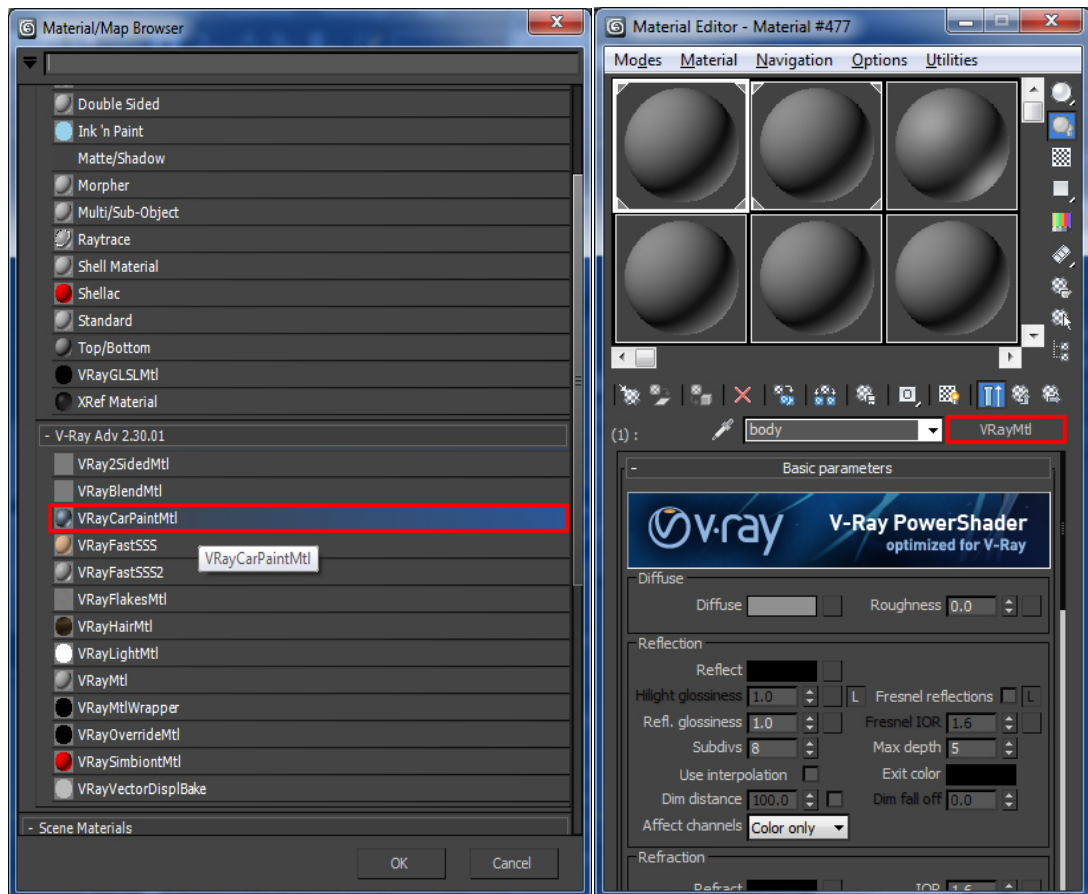 Material/Map Browser
Double Sided
Ink 'n Paint
Matte/Shadow
Morpher
Multi/Sub-Object
Raytrace
Shell Material
Shellac
Standard
Top/Bottom
VRayGLSLMtl
XRef Material
- V-Ray Adv 2.30.01
VRay2SidedMtl
VRayBlendMtl
VRayCarPaintMtl
VRayFastSSS
VRayCarPaintMtl
VRayFastSSS2
VRayFlakesMtl
VRayHairMtl
VRayLightMtl
VRayMtl
VRayMtlWrapper
VRayOverrideMtl
VRaySimbiontMtl
VRayVectorDisplBake
- Scene Materials
OK Cancel
Material Editor - Material #477
Modes Material Navigation Options Utilities
(1) : body VRayMtl
- Basic parameters
v·ray V-Ray PowerShader
optimized for V-Ray
Diffuse
Diffuse Roughness 0.0
Reflection
Reflect
Hilight glossiness 1.0 L Fresnel reflections L
Refl. glossiness 1.0 Fresnel IOR 1.6
Subdivs 8 Max depth 5
Use interpolation Exit color
Dim distance 100.0 Dim fall off 0.0
Affect channels Color only
Refraction
Refract IOR 1.6